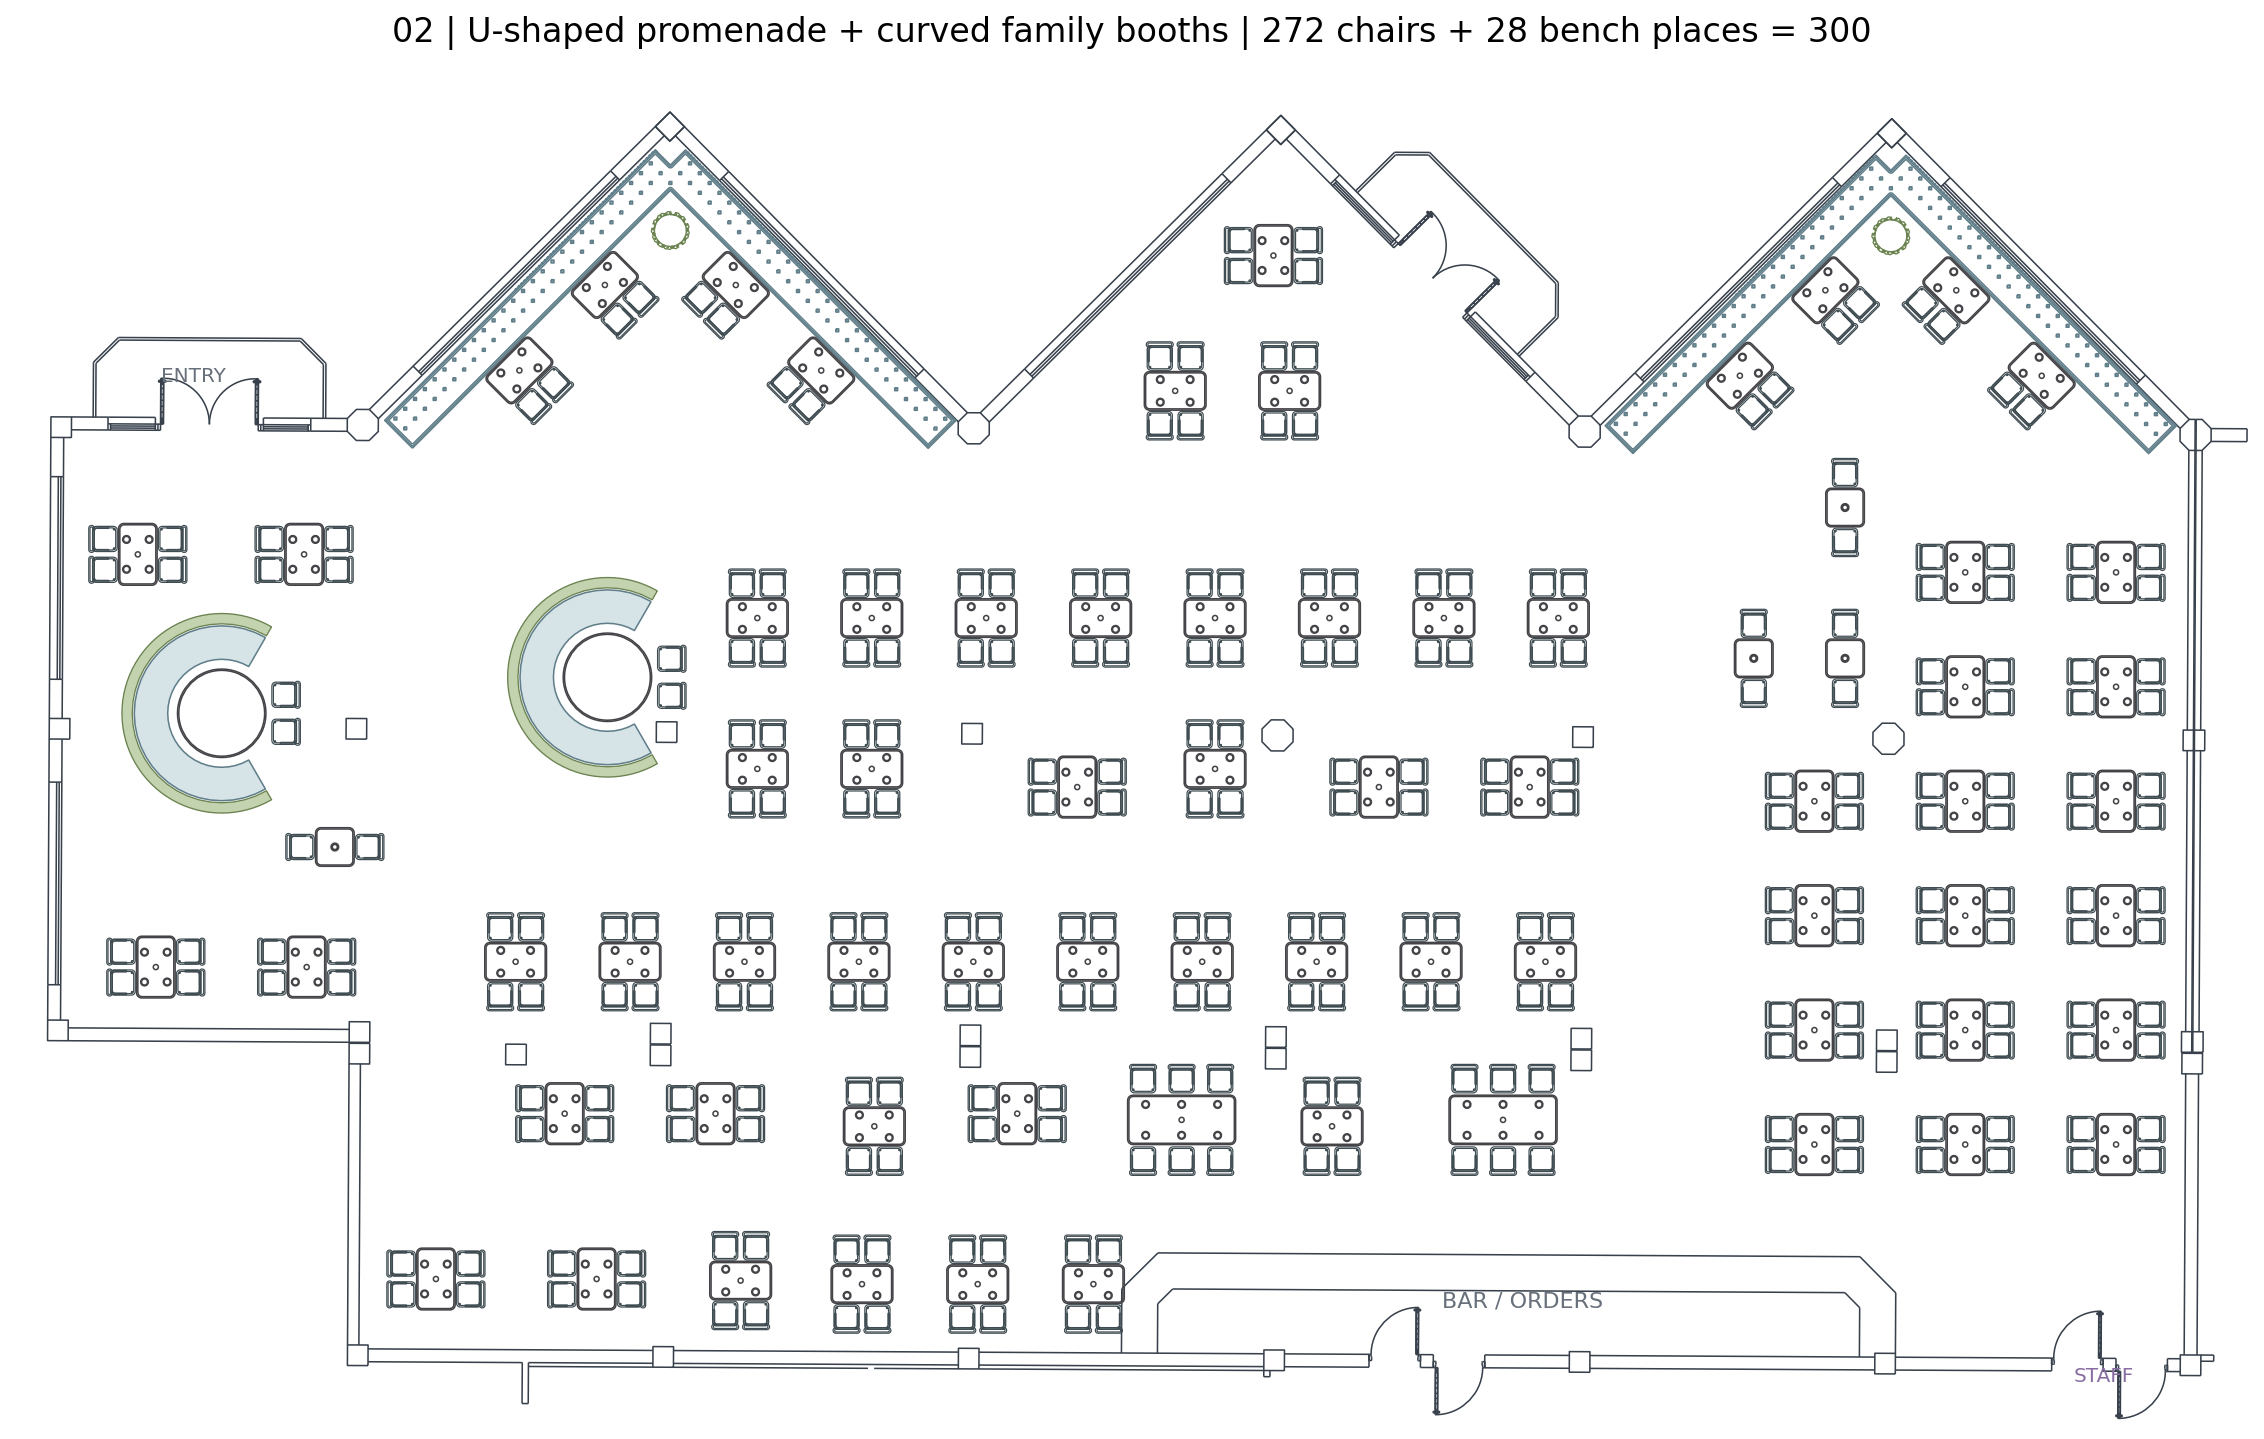 02 | U-shaped promenade + curved family booths | 272 chairs + 28 bench places = 300
ENTRY
BAR / ORDERS
STAFF